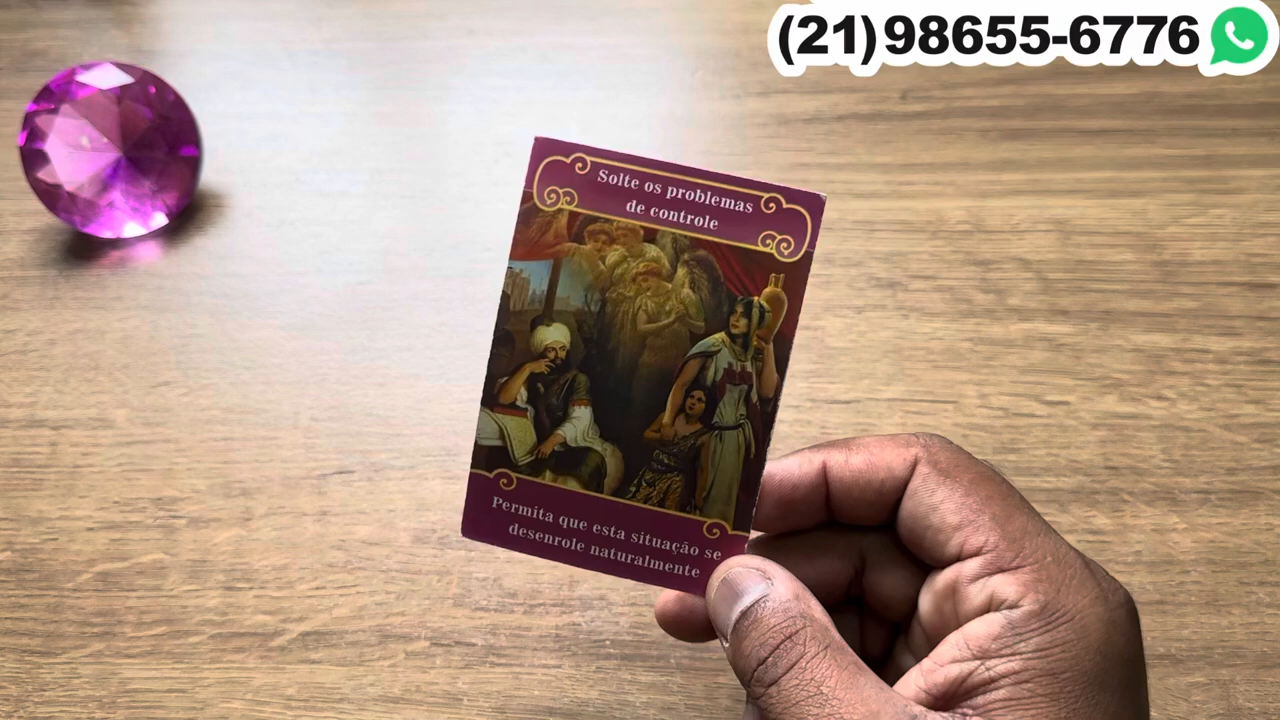 (21)98655-6776
Solte os problemas
de controle
Permita que esta situação se
desenrole naturalmente